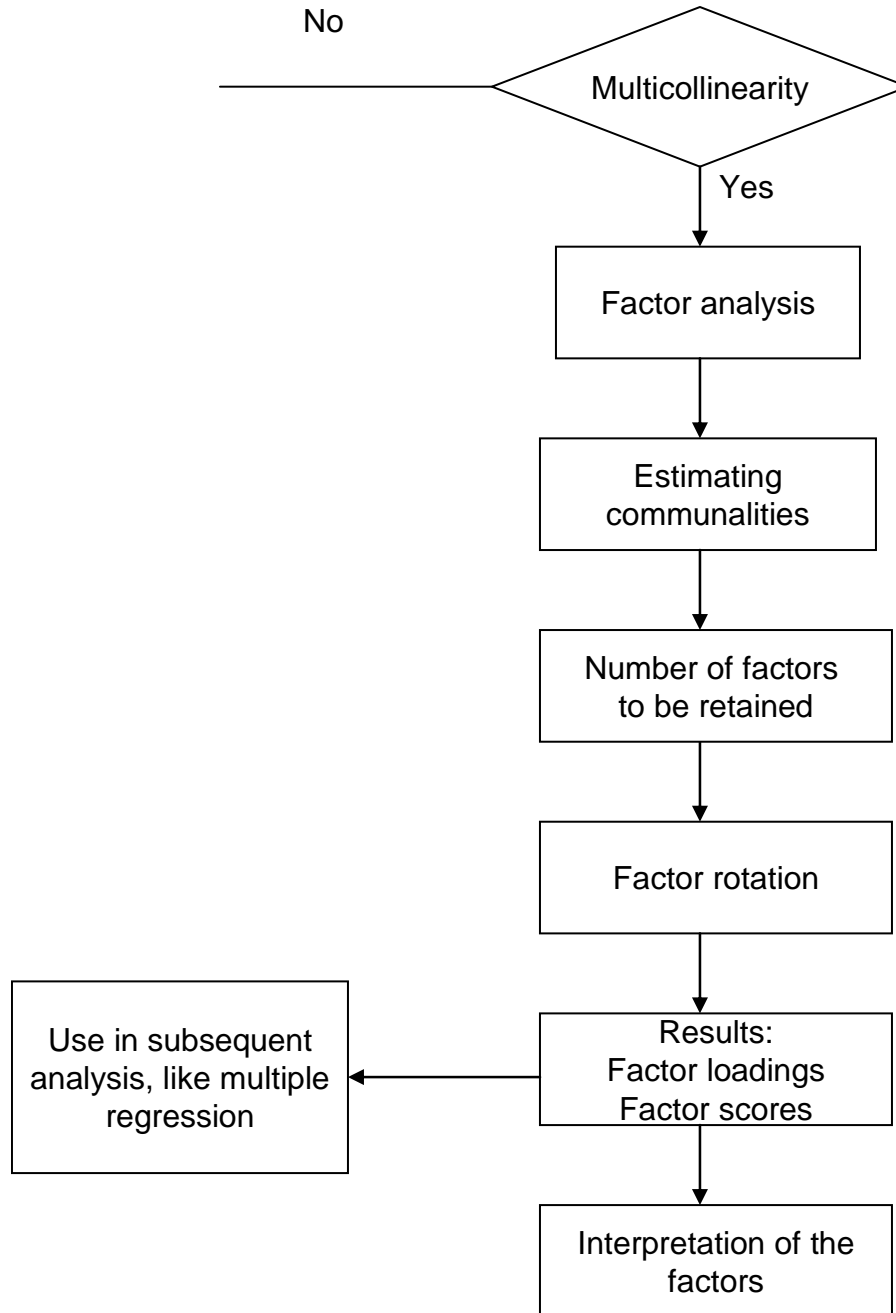 No
Multicollinearity
Yes
Factor analysis
Estimating
communalities
Number of factors
to be retained
Factor rotation
Results:
Factor loadings
Factor scores
Use in subsequent
analysis, like multiple
regression
Interpretation of the
factors